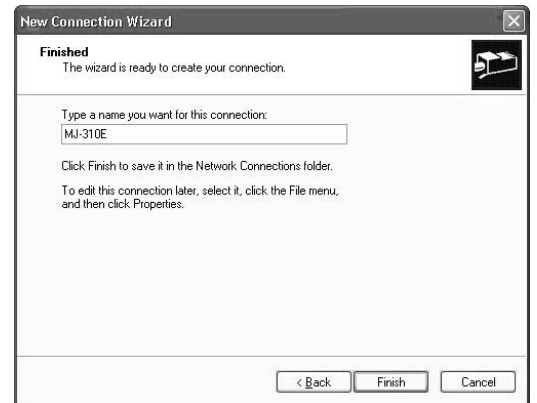 New Connection Wizard
Finished
The wizard is ready to create your connection.
Type a name you want for this connection:
MJ-310E
Click Finish to save it in the Network Connections folder.
To edit this connection later, select it, click the File menu,
and then click Properties.
< Back Finish Cancel